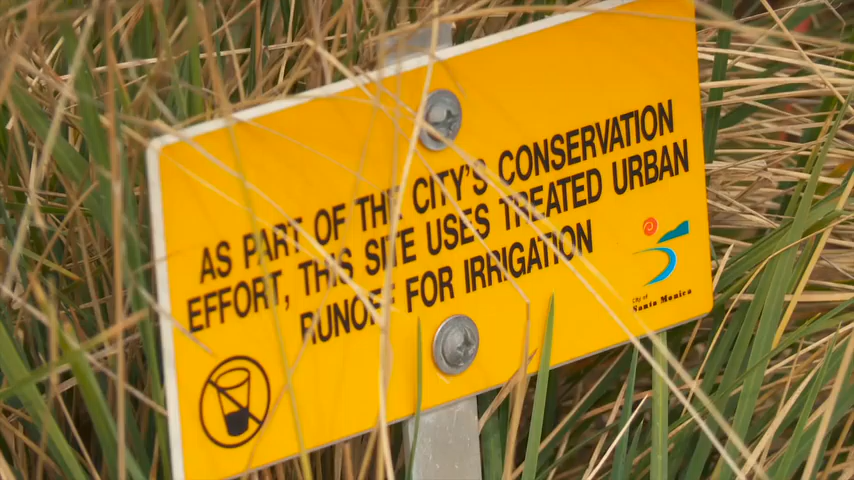 AS PART OF THE CITY'S CONSERVATION
EFFORT, THIS SITE USES TREATED URBAN
RUNOFF FOR IRRIGATION
City of
Santa Monica